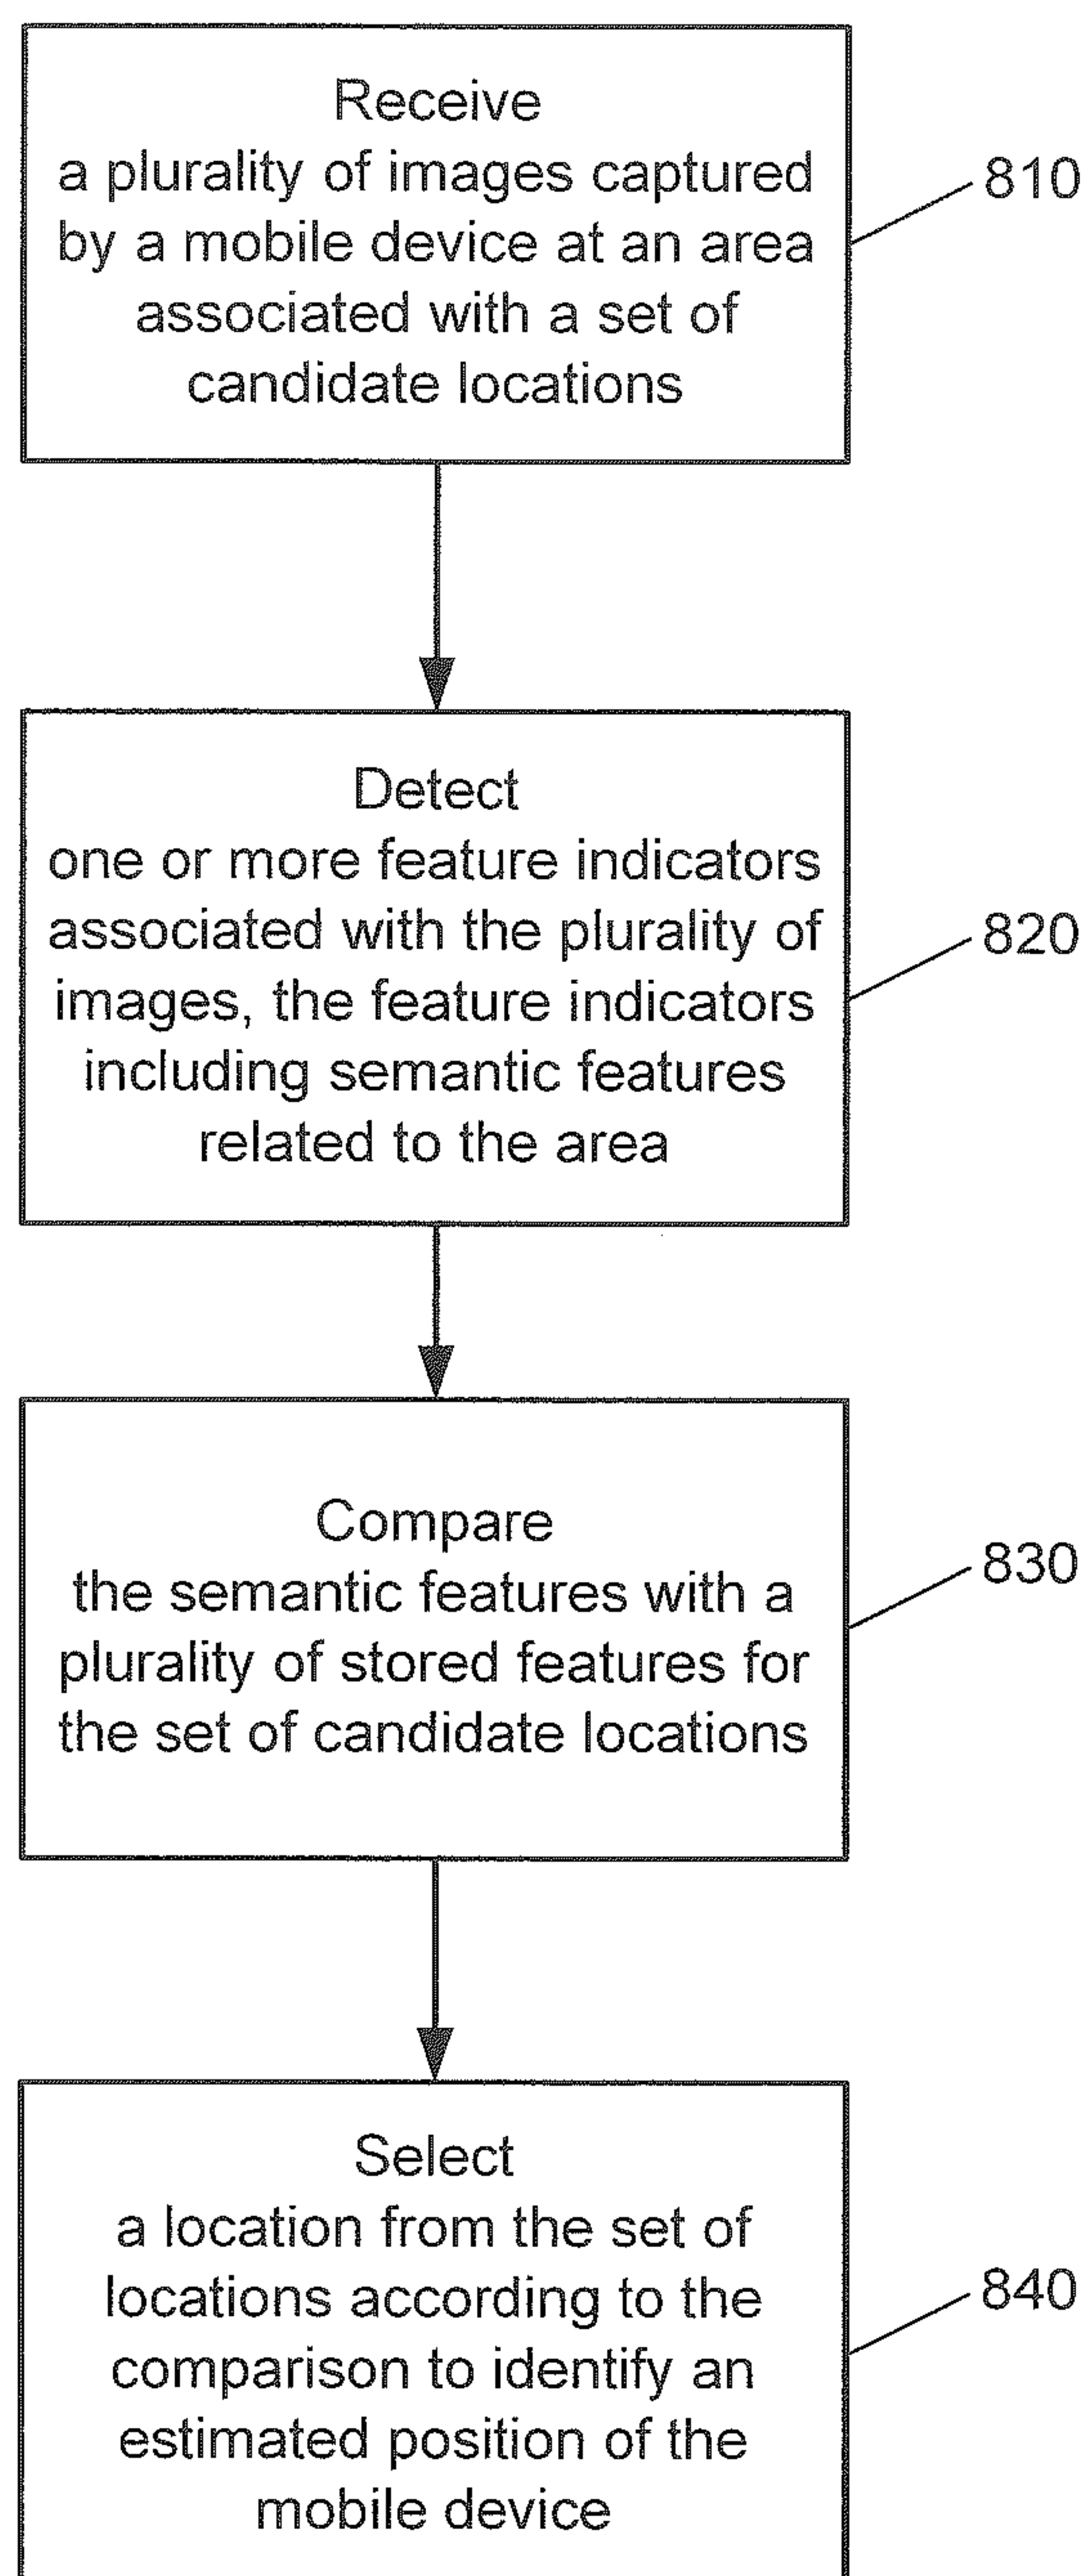 Receive
a plurality of images captured
by a mobile device at an area
associated with a set of
candidate locations
810
Detect
one or more feature indicators
associated with the plurality of
images, the feature indicators
including semantic features
related to the area
820
Compare
the semantic features with a
plurality of stored features for
the set of candidate locations
830
Select
a location from the set of
locations according to the
comparison to identify an
estimated position of the
mobile device
840